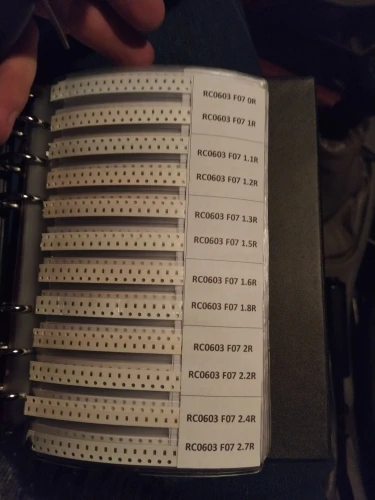 RC0603 F07 0R
RC0603 F07 1R
RC0603 F07 1.1R
RC0603 F07 1.2R
RC0603 F07 1.3R
RC0603 F07 1.5R
RC0603 F07 1.6R
RC0603 F07 1.8R
RC0603 F07 2R
RC0603 F07 2.2R
RC0603 F07 2.4R
RC0603 F07 2.7R